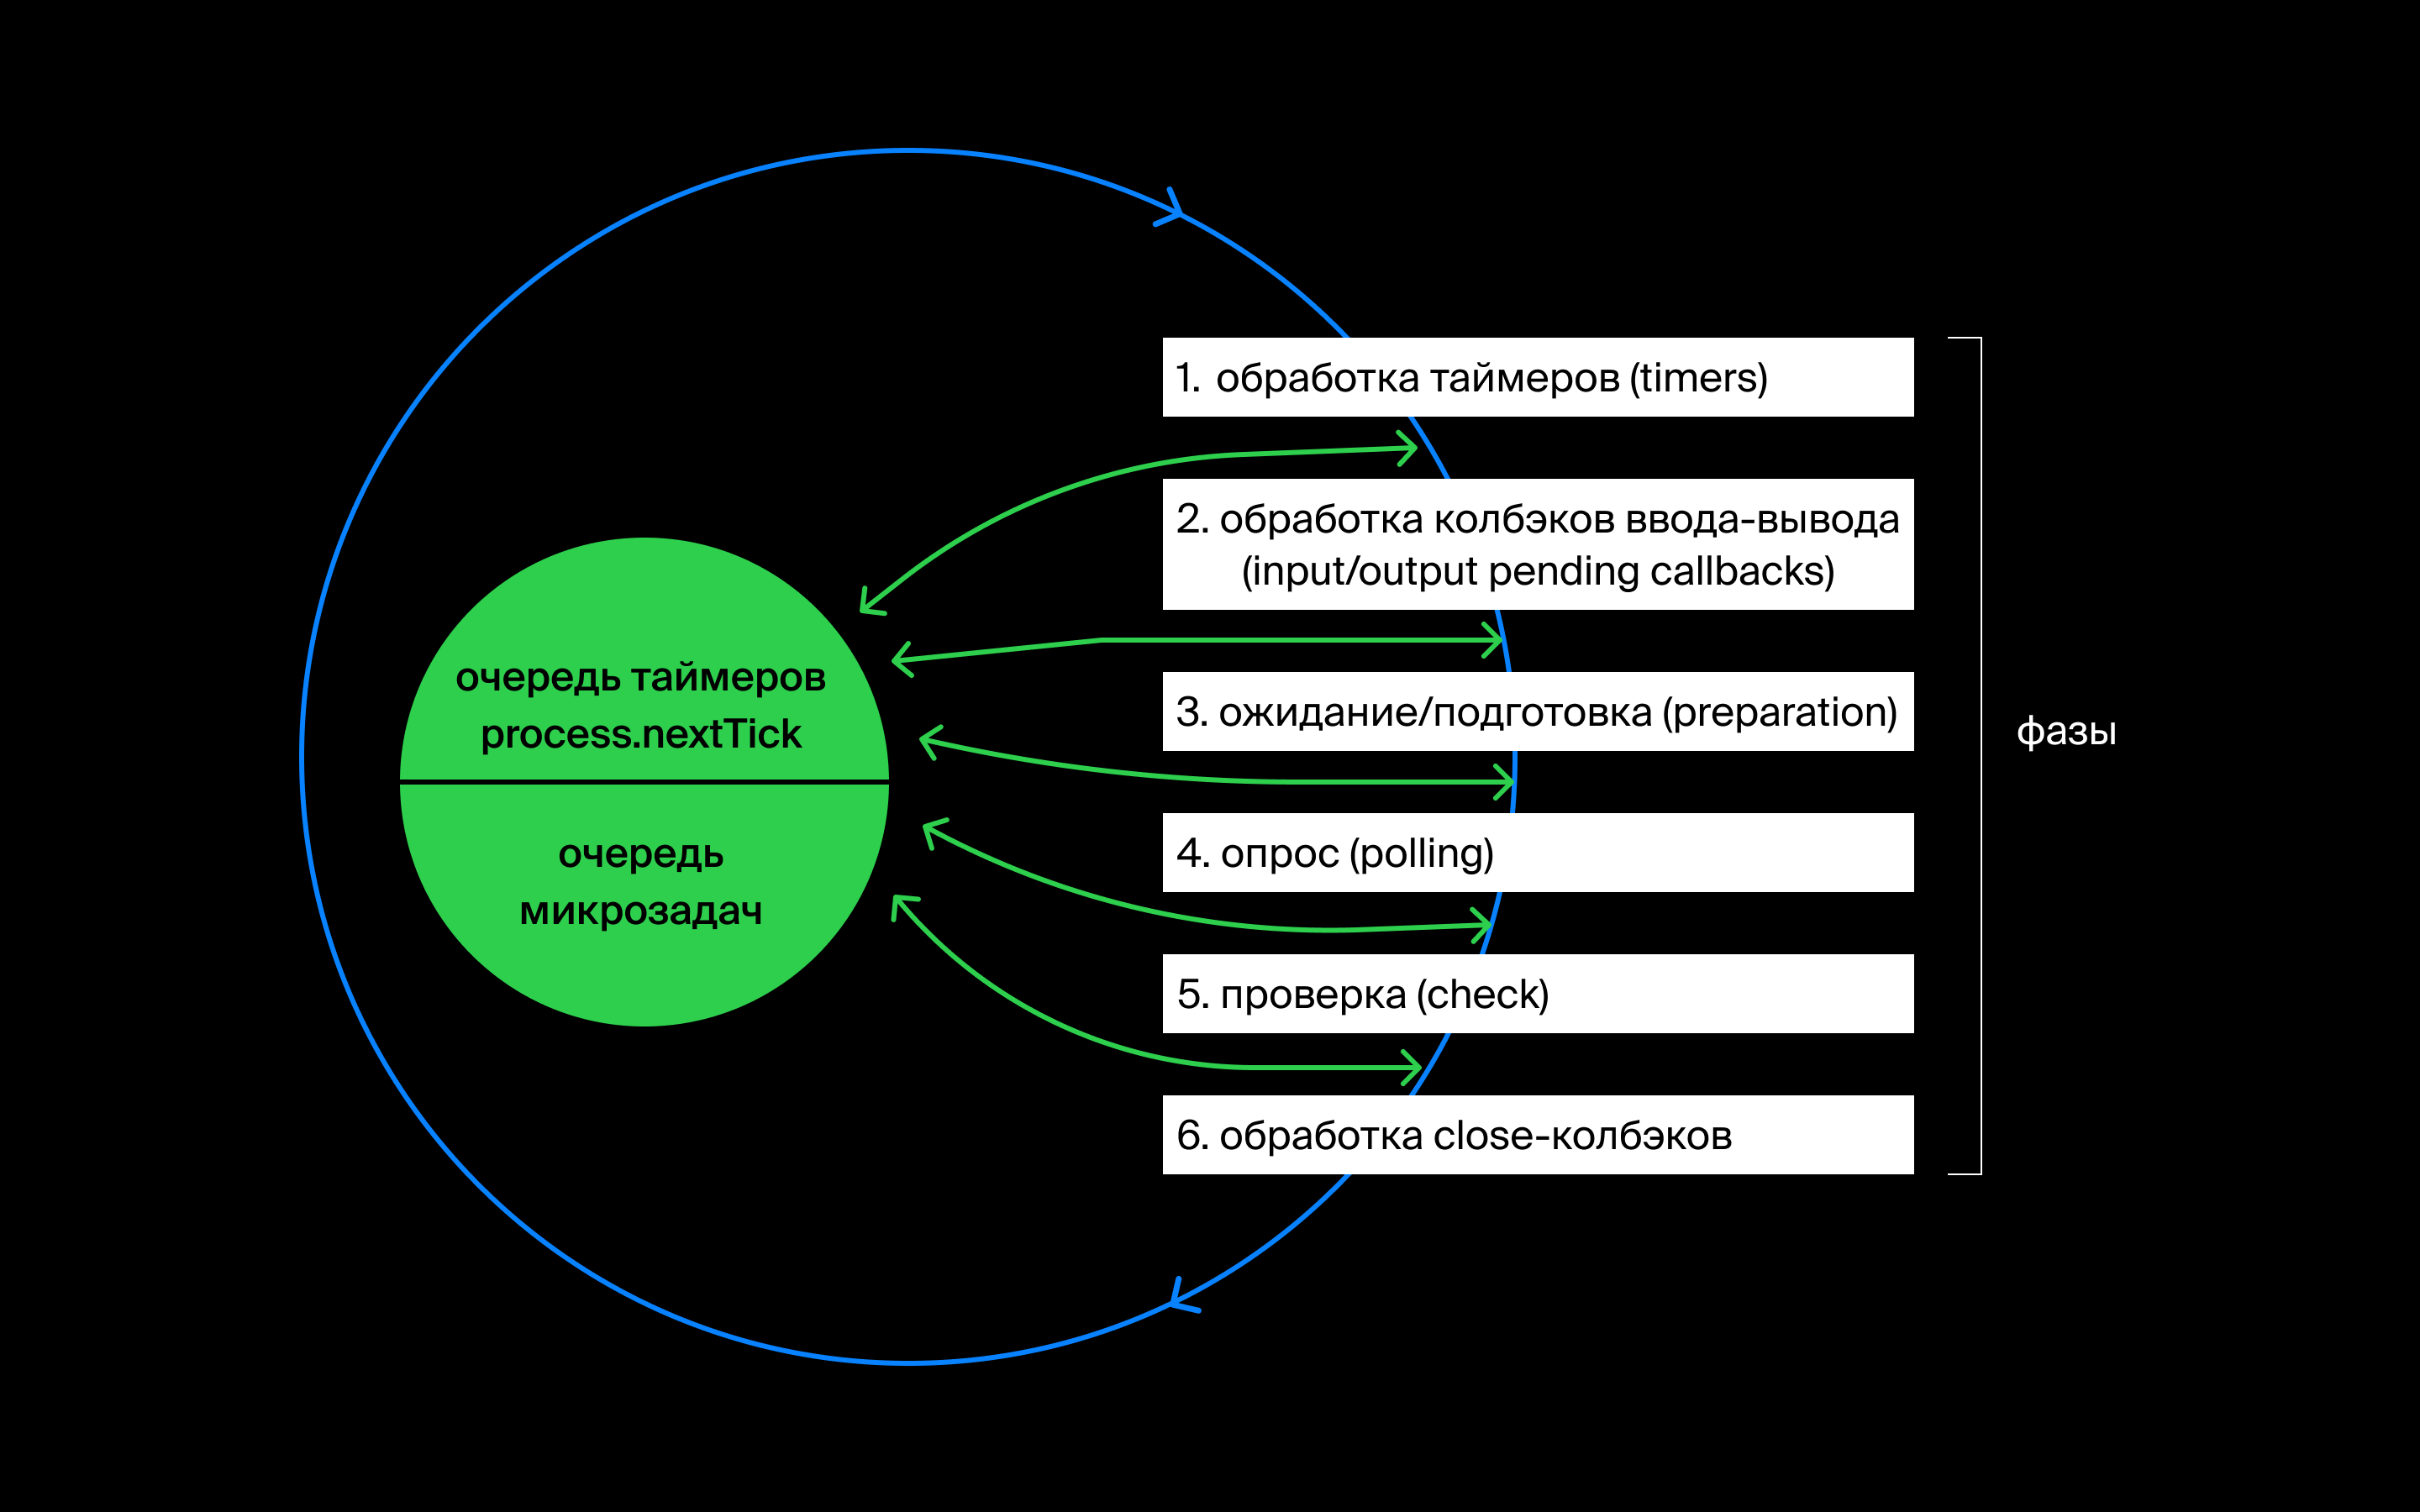 1. обработка таймеров (timers)
2. обработка колбэков ввода-вывода
(input/output pending callbacks)
3. ожидание/подготовка (preparation)
4. опрос (polling)
5. проверка (check)
6. обработка close-колбэков
фазы
очередь таймеров
process.nextTick
очередь
микрозадач